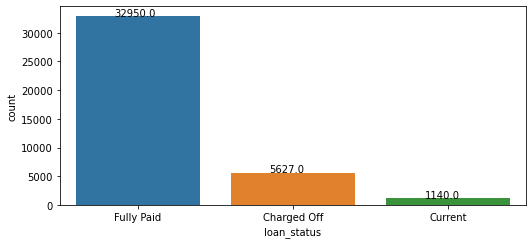 32950.0
5627.0
1140.0
30000
25000
20000
15000
10000
5000
0
count
Fully Paid
Charged Off
Current
loan_status